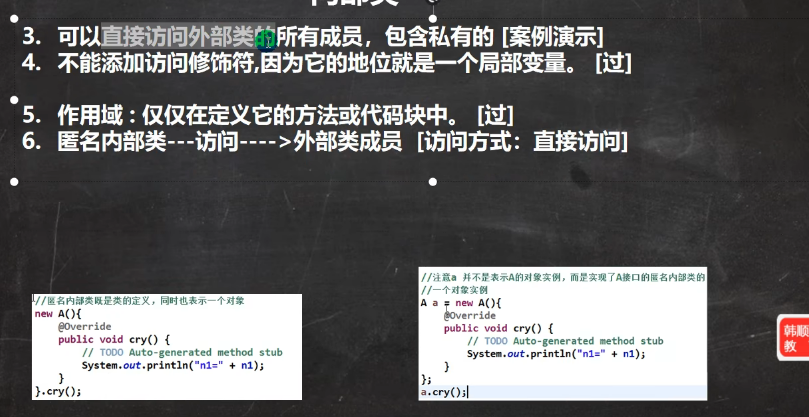 3. 可以直接访问外部类的所有成员，包含私有的 [案例演示]
4. 不能添加访问修饰符,因为它的地位就是一个局部变量。 [过]
5. 作用域 : 仅仅在定义它的方法或代码块中。 [过]
6. 匿名内部类---访问---->外部类成员 [访问方式：直接访问]
//匿名内部类既是类的定义，同时也表示一个对象
new A(){
@Override
public void cry() {
// TODO Auto-generated method stub
System.out.println("n1=" + n1);
}
}.cry();
//注意a 并不是表示A的对象实例，而是实现了A接口的匿名内部类的
//一个对象实例
A a = new A(){
@Override
public void cry() {
// TODO Auto-generated method stub
System.out.println("n1=" + n1);
}
};
a.cry();
韩顺
教